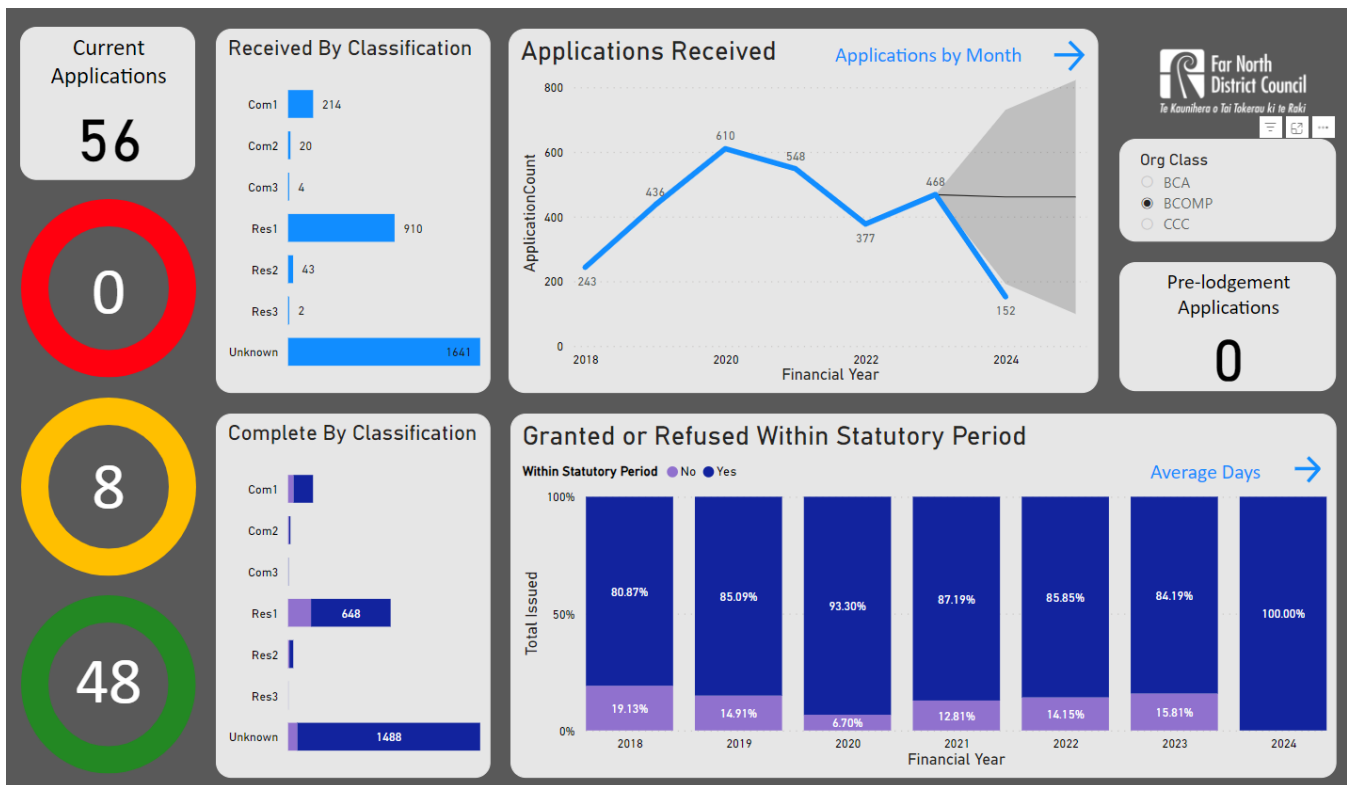 Current
Applications
56
0
8
48
Received By Classification
Com1 214
Com2 20
Com3 4
Res1 910
Res2 43
Res3 2
Unknown 1641
Complete By Classification
Com1
Com2
Com3
Res1 648
Res2
Res3
Unknown 1488
Applications Received
Applications by Month
ApplicationCount
800
600
400
200
0
243
436
610
548
377
468
152
2018 2020 2022 2024
Financial Year
Far North
District Council
Te Kaunihera o Tai Tokerau ki te Raki
Org Class
BCA
BCOMP
CCC
Pre-lodgement
Applications
0
Granted or Refused Within Statutory Period
Within Statutory Period No Yes
Average Days
Total Issued
100%
50%
0%
80.87% 85.09% 93.30% 87.19% 85.85% 84.19% 100.00%
19.13% 14.91% 6.70% 12.81% 14.15% 15.81%
2018 2019 2020 2021 2022 2023 2024
Financial Year